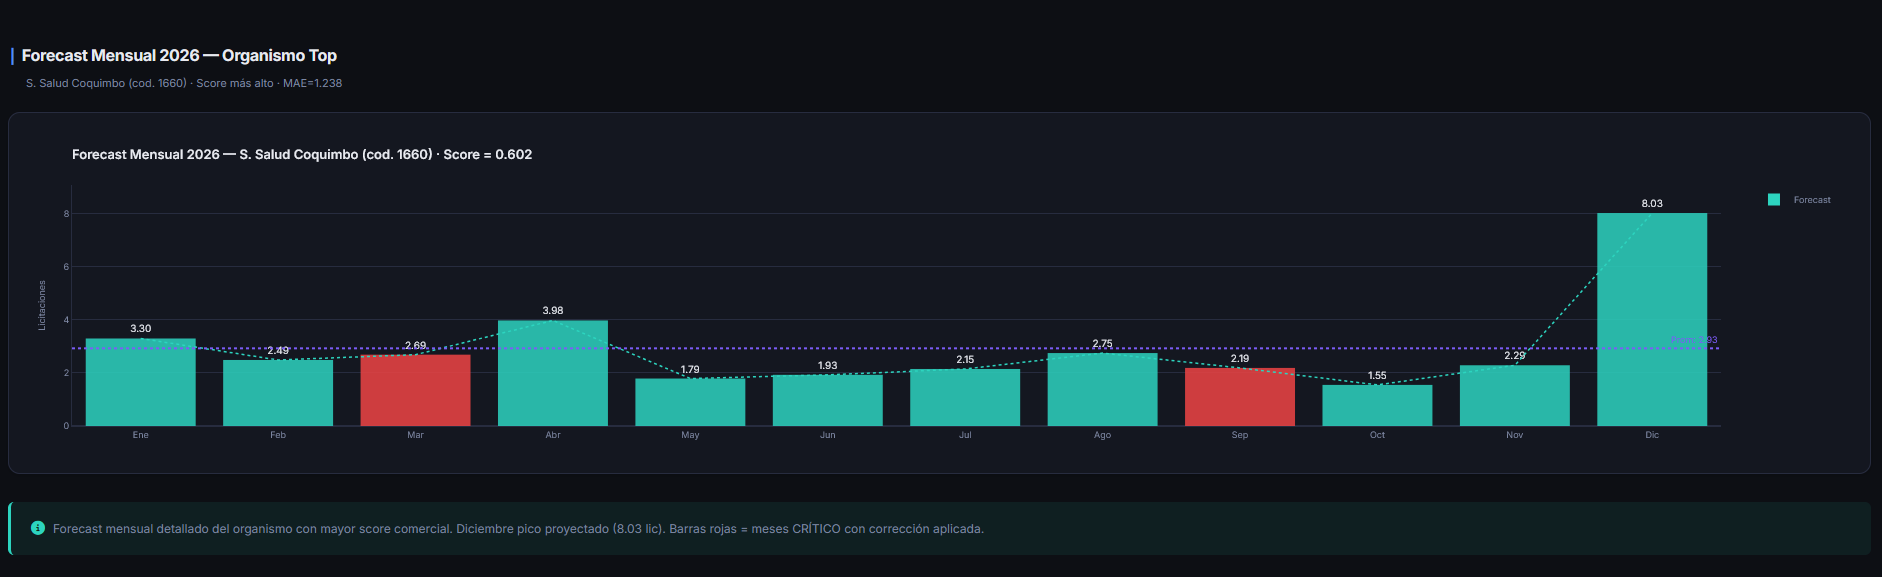 Forecast Mensual 2026 — Organismo Top
S. Salud Coquimbo (cod. 1660) · Score más alto · MAE=1.238
Forecast Mensual 2026 — S. Salud Coquimbo (cod. 1660) · Score = 0.602
Forecast
Licitaciones
8
6
4
2
0
3.30
2.49
2.69
3.98
1.79
1.93
2.15
2.75
2.19
1.55
2.29
8.03
Prom: 2.93
Ene
Feb
Mar
Abr
May
Jun
Jul
Ago
Sep
Oct
Nov
Dic
Forecast mensual detallado del organismo con mayor score comercial. Diciembre pico proyectado (8.03 lic). Barras rojas = meses CRÍTICO con corrección aplicada.